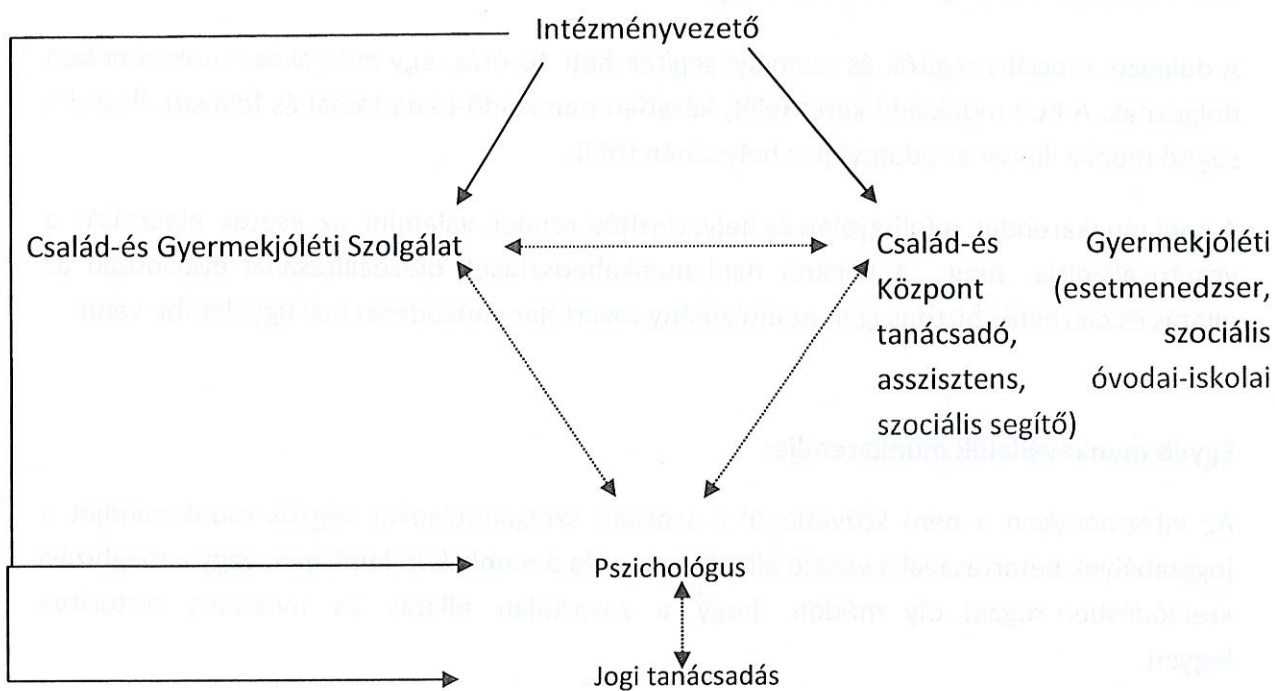 Intézményvezető
Család-és Gyermekjóléti Szolgálat
Család-és Gyermekjóléti
Központ (esetmenedzser,
tanácsadó, szociális
asszisztens, óvodai-iskolai
szociális segítő)
Pszichológus
Jogi tanácsadás